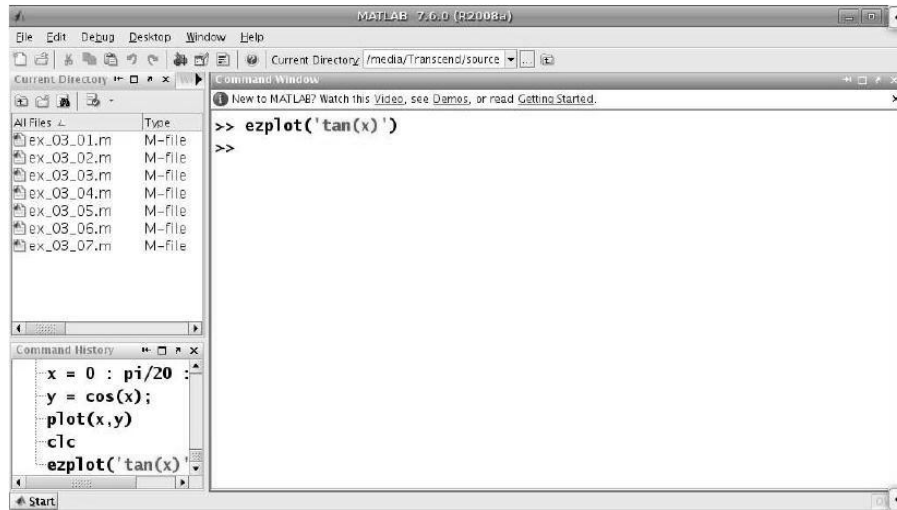 MATLAB 7.6.0 (R2008a)
File Edit Debug Desktop Window Help
Current Directory /media/Transcend/source ...
Current Directory
Command Window
New to MATLAB? Watch this Video, see Demos, or read Getting Started.
All Files Type
ex_03_01.m M-file
ex_03_02.m M-file
ex_03_03.m M-file
ex_03_04.m M-file
ex_03_05.m M-file
ex_03_06.m M-file
ex_03_07.m M-file
>> ezplot('tan(x)')
>>
Command History
x = 0 : pi/20 :
y = cos(x);
plot(x,y)
clc
ezplot('tan(x)'
Start